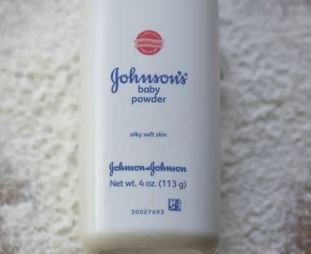 Johnson's®
baby
powder
silky soft skin
Johnson & Johnson
Net wt. 4 oz. (113 g)
30027693